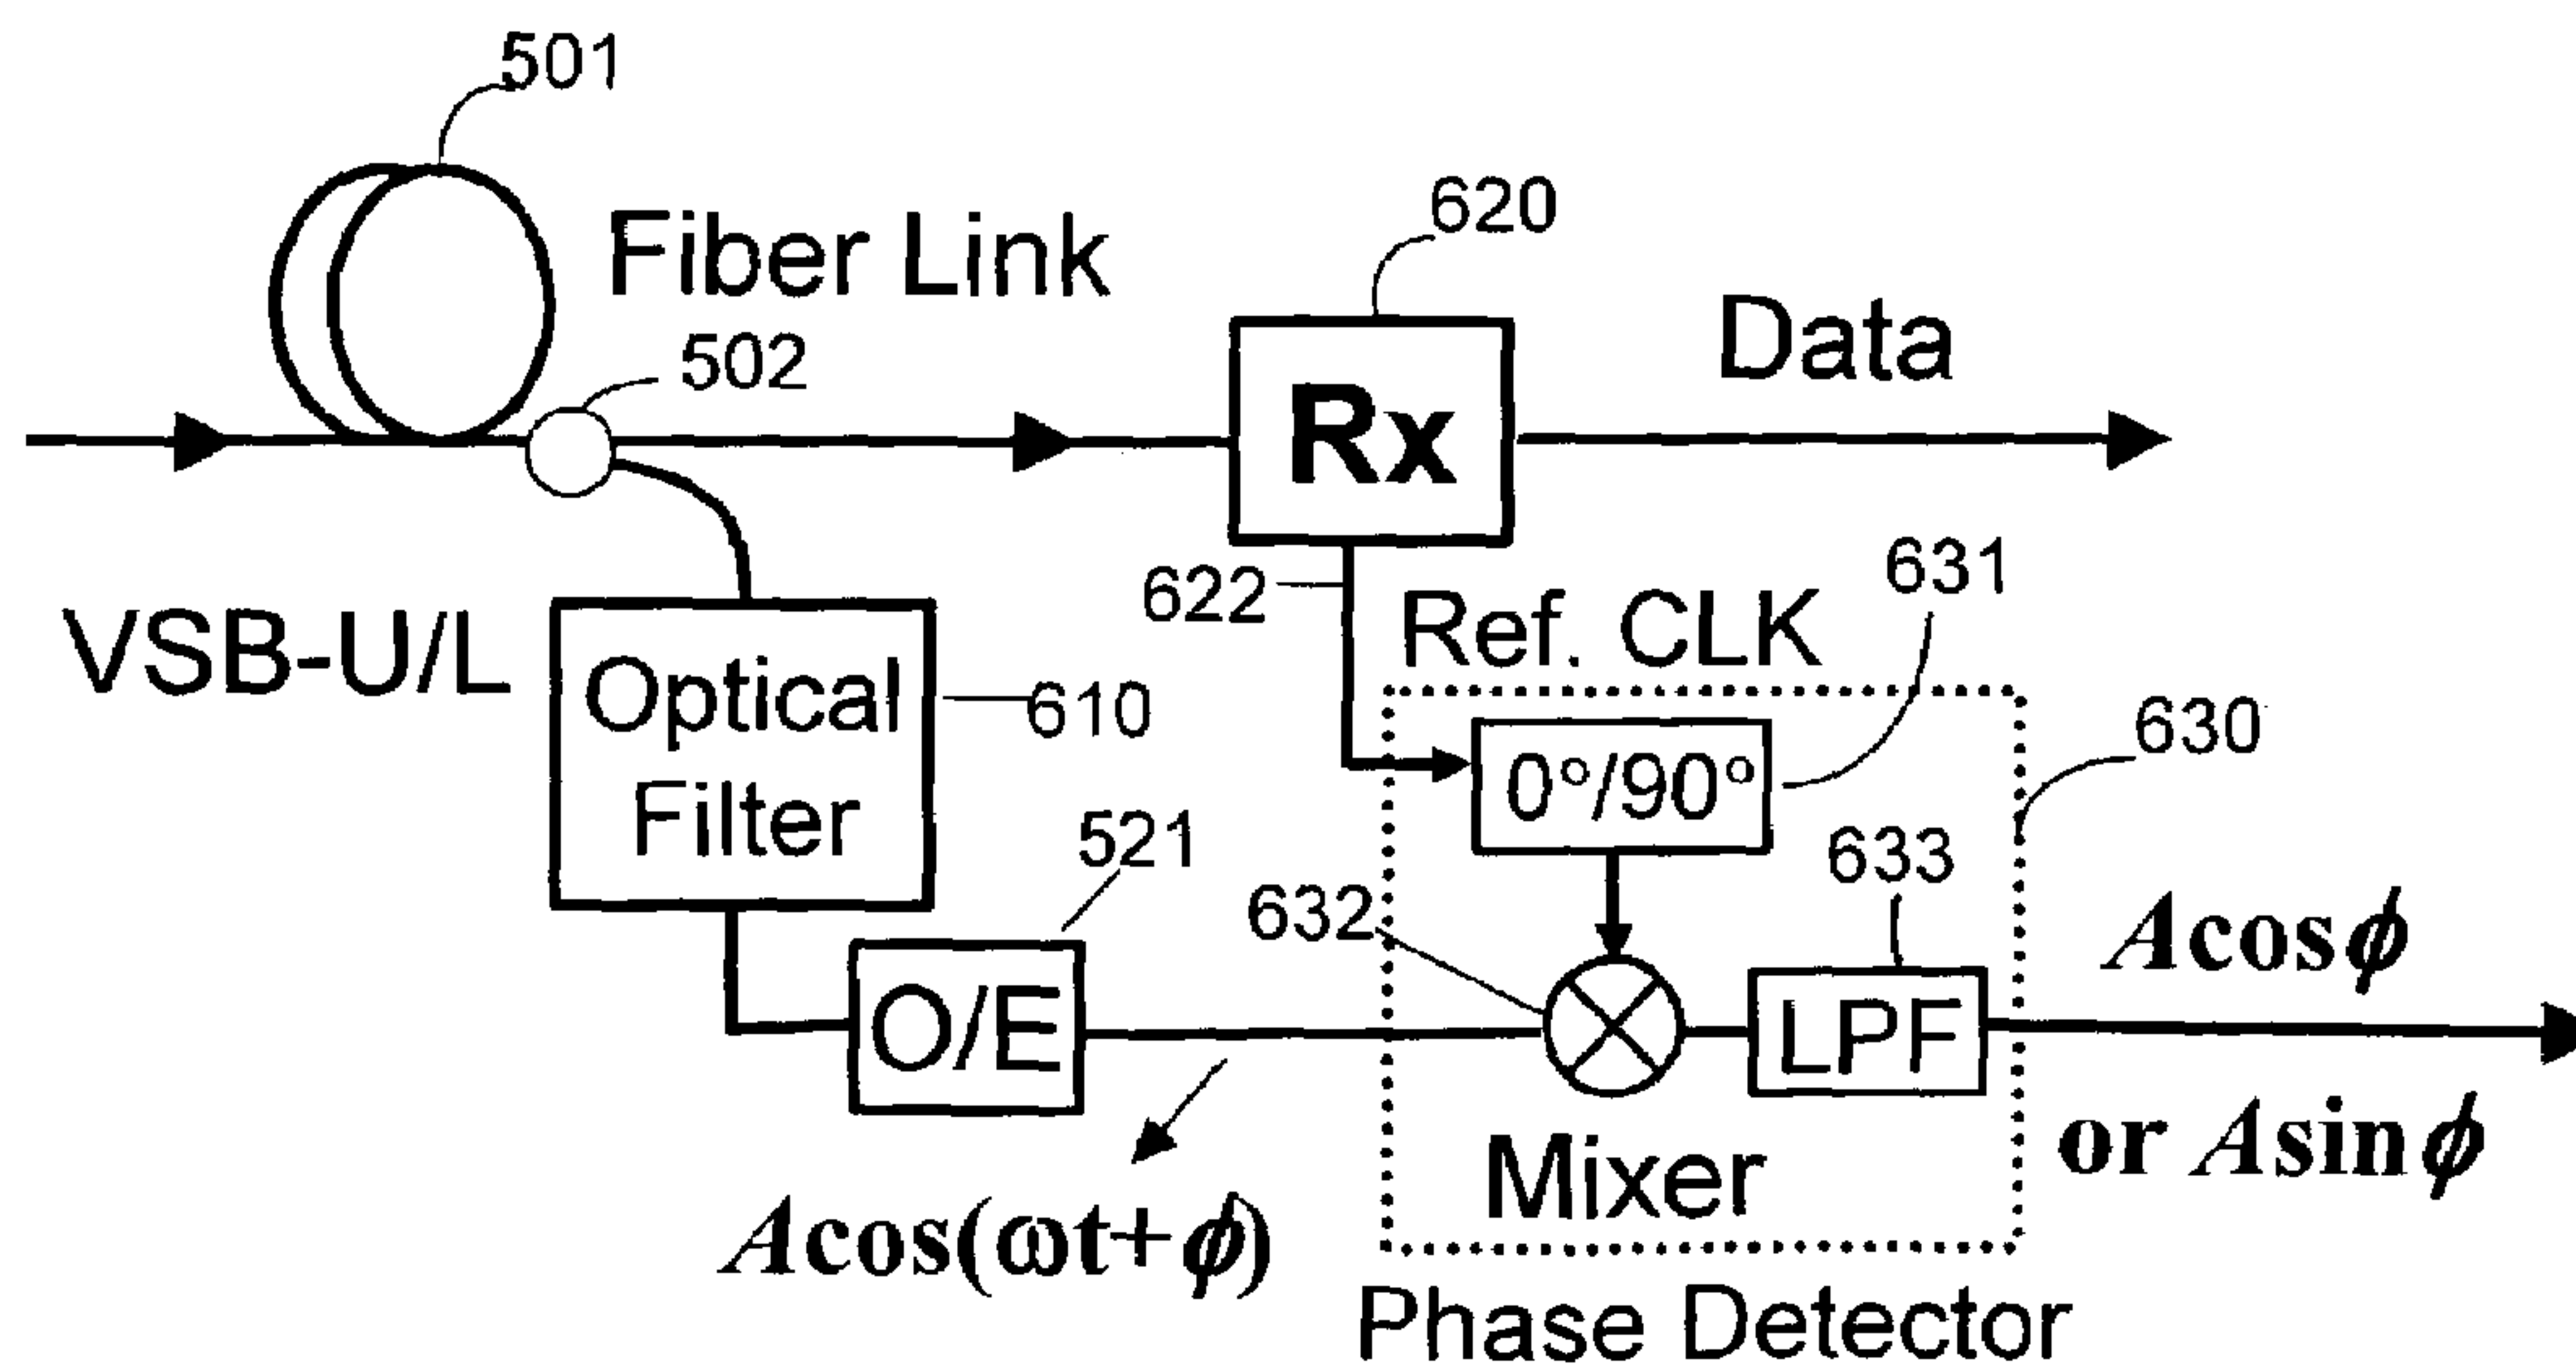 501
Fiber Link
502
620
Rx
Data
622
Ref. CLK
631
VSB-U/L
Optical
Filter
610
0°/90°
630
521
632
633
O/E
LPF
Acosϕ
or Asinϕ
Mixer
Acos(ωt+ϕ)
Phase Detector